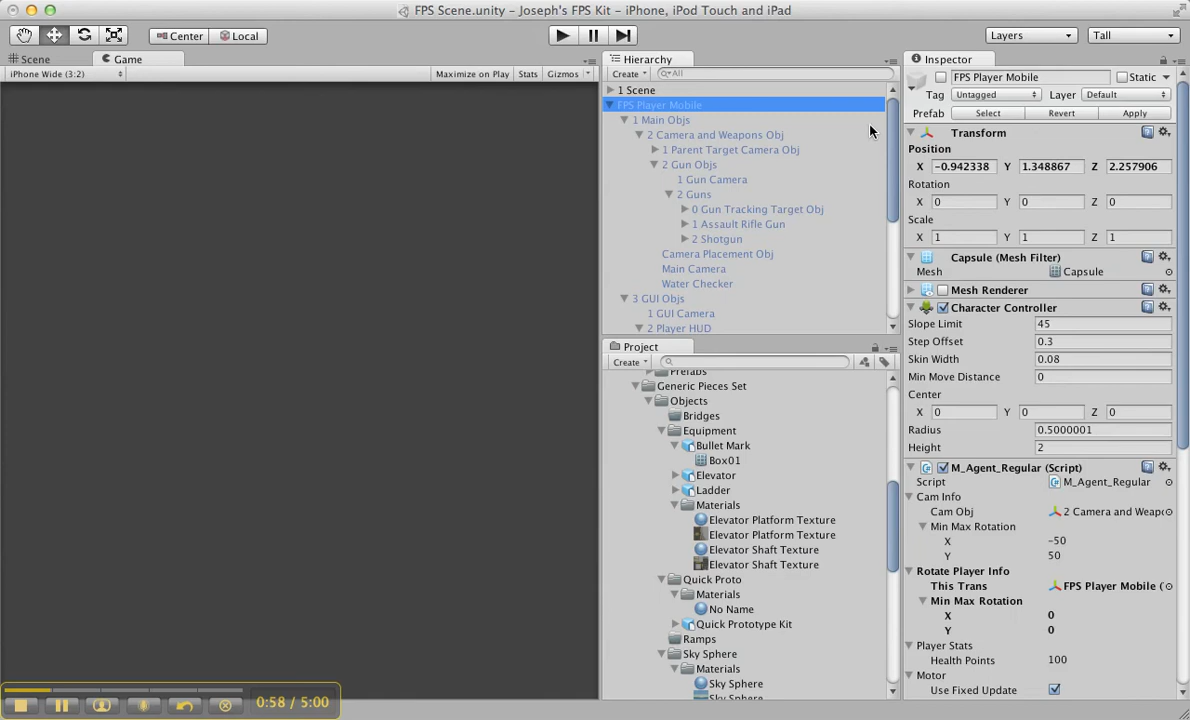 FPS Scene.unity - Joseph's FPS Kit - iPhone, iPod Touch and iPad
Center
Local
Layers
Tall
Scene
Game
iPhone Wide (3:2)
Maximize on Play
Stats
Gizmos
Hierarchy
Create
All
1 Scene
FPS Player Mobile
1 Main Objs
2 Camera and Weapons Obj
1 Parent Target Camera Obj
2 Gun Objs
1 Gun Camera
2 Guns
0 Gun Tracking Target Obj
1 Assault Rifle Gun
2 Shotgun
Camera Placement Obj
Main Camera
Water Checker
3 GUI Objs
1 GUI Camera
2 Player HUD
Project
Create
Prefabs
Generic Pieces Set
Objects
Bridges
Equipment
Bullet Mark
Box01
Elevator
Ladder
Materials
Elevator Platform Texture
Elevator Platform Texture
Elevator Shaft Texture
Elevator Shaft Texture
Quick Proto
Materials
No Name
Quick Prototype Kit
Ramps
Sky Sphere
Materials
Sky Sphere
Sky Sphere
Inspector
FPS Player Mobile
Static
Tag Untagged Layer Default
Prefab Select Revert Apply
Transform
Position
X -0.942338 Y 1.348867 Z 2.257906
Rotation
X 0 Y 0 Z 0
Scale
X 1 Y 1 Z 1
Capsule (Mesh Filter)
Mesh Capsule
Mesh Renderer
Character Controller
Slope Limit 45
Step Offset 0.3
Skin Width 0.08
Min Move Distance 0
Center
X 0 Y 0 Z 0
Radius 0.5000001
Height 2
M_Agent_Regular (Script)
Script M_Agent_Regular
Cam Info
Cam Obj 2 Camera and Weap
Min Max Rotation
X -50
Y 50
Rotate Player Info
This Trans FPS Player Mobile (
Min Max Rotation
X 0
Y 0
Player Stats
Health Points 100
Motor
Use Fixed Update
0:58 / 5:00